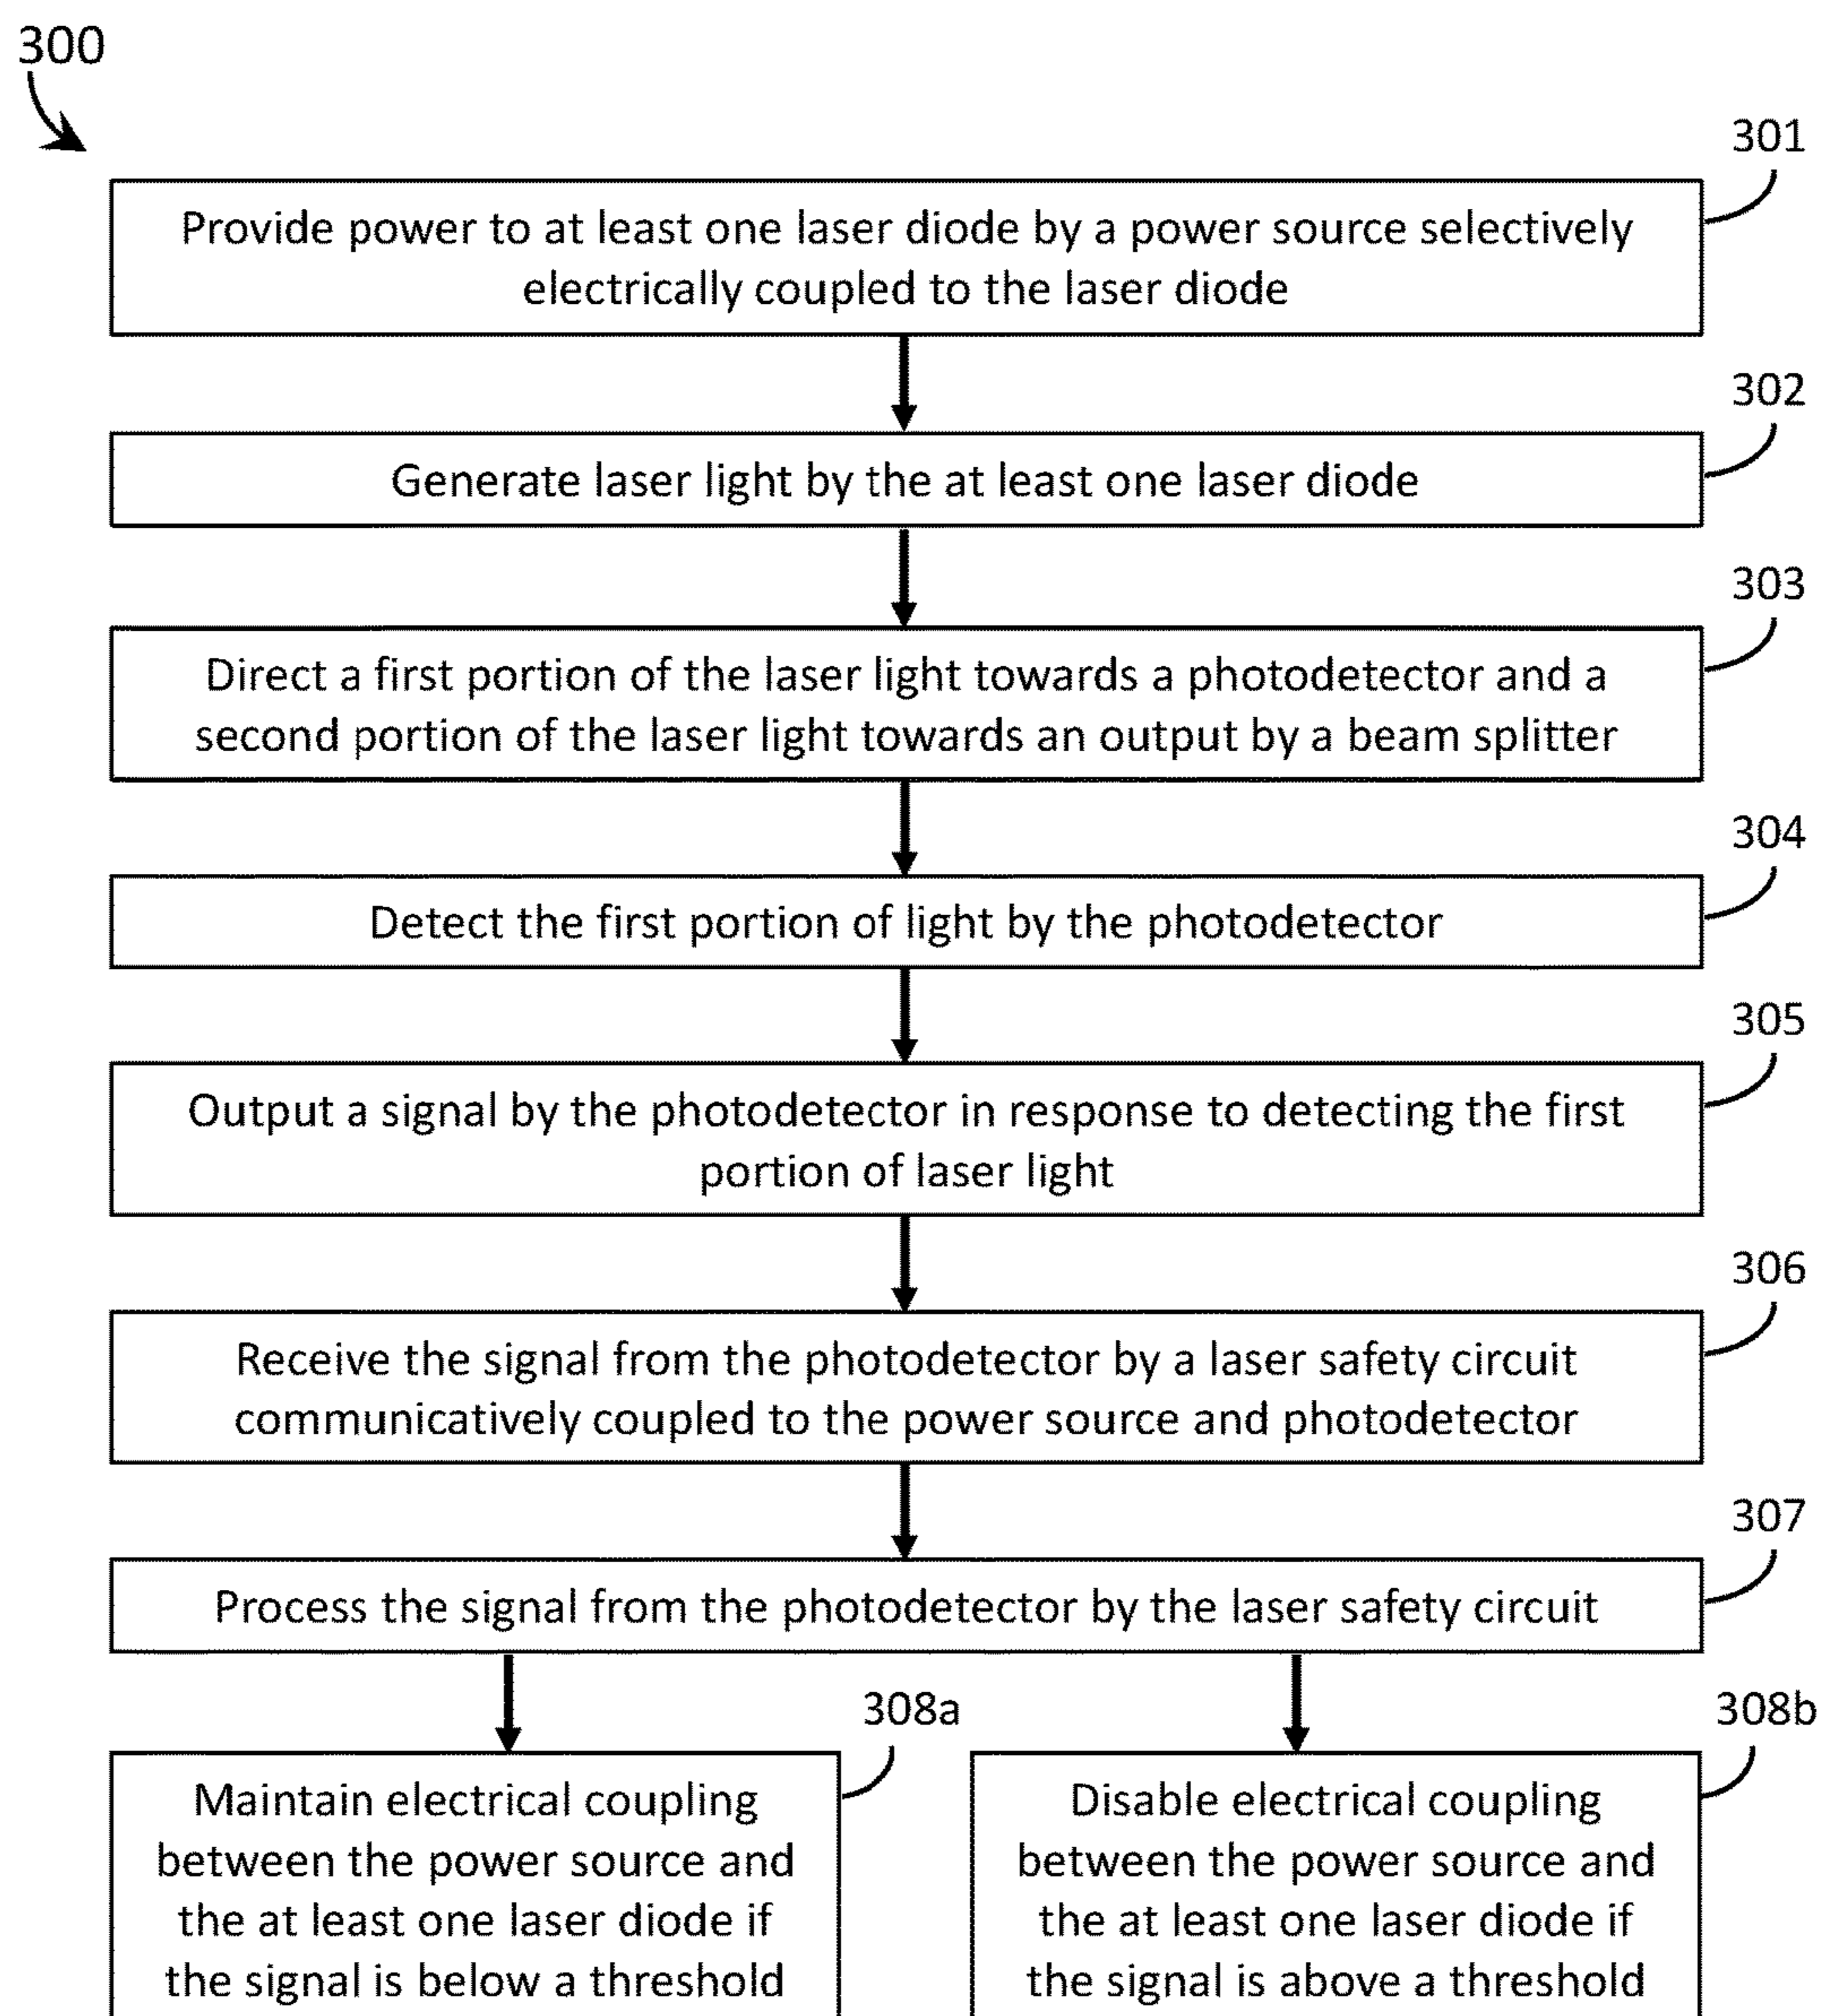 300
301
Provide power to at least one laser diode by a power source selectively
electrically coupled to the laser diode
302
Generate laser light by the at least one laser diode
303
Direct a first portion of the laser light towards a photodetector and a
second portion of the laser light towards an output by a beam splitter
304
Detect the first portion of light by the photodetector
305
Output a signal by the photodetector in response to detecting the first
portion of laser light
306
Receive the signal from the photodetector by a laser safety circuit
communicatively coupled to the power source and photodetector
307
Process the signal from the photodetector by the laser safety circuit
308a
Maintain electrical coupling
between the power source and
the at least one laser diode if
the signal is below a threshold
308b
Disable electrical coupling
between the power source and
the at least one laser diode if
the signal is above a threshold